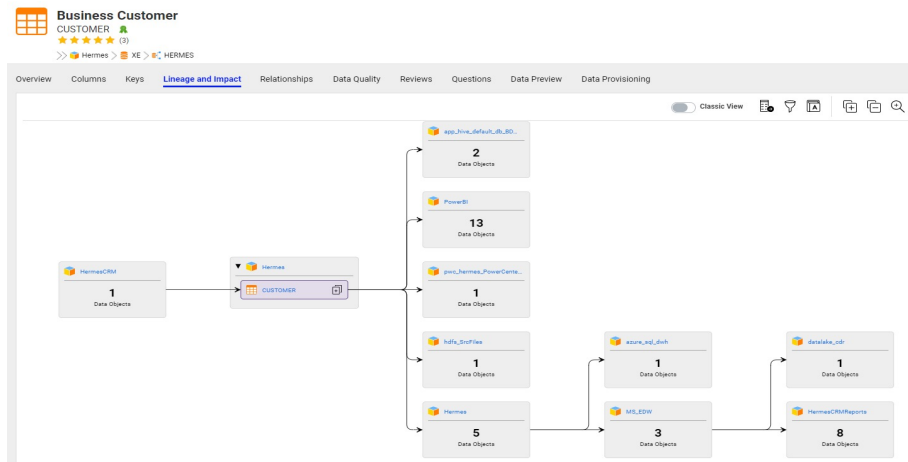 Business Customer
CUSTOMER
(3)
Hermes XE HERMES
Overview Columns Keys Lineage and Impact Relationships Data Quality Reviews Questions Data Preview Data Provisioning
Classic View
app_hive_default_db_BD...
2
Data Objects
PowerBI
13
Data Objects
HermesCRM
1
Data Objects
Hermes
CUSTOMER
pwc_hermes_PowerCente...
1
Data Objects
hdfs_SrcFiles
1
Data Objects
azure_sql_dwh
1
Data Objects
datalake_cdr
1
Data Objects
Hermes
5
Data Objects
MS_EDW
3
Data Objects
HermesCRMReports
8
Data Objects